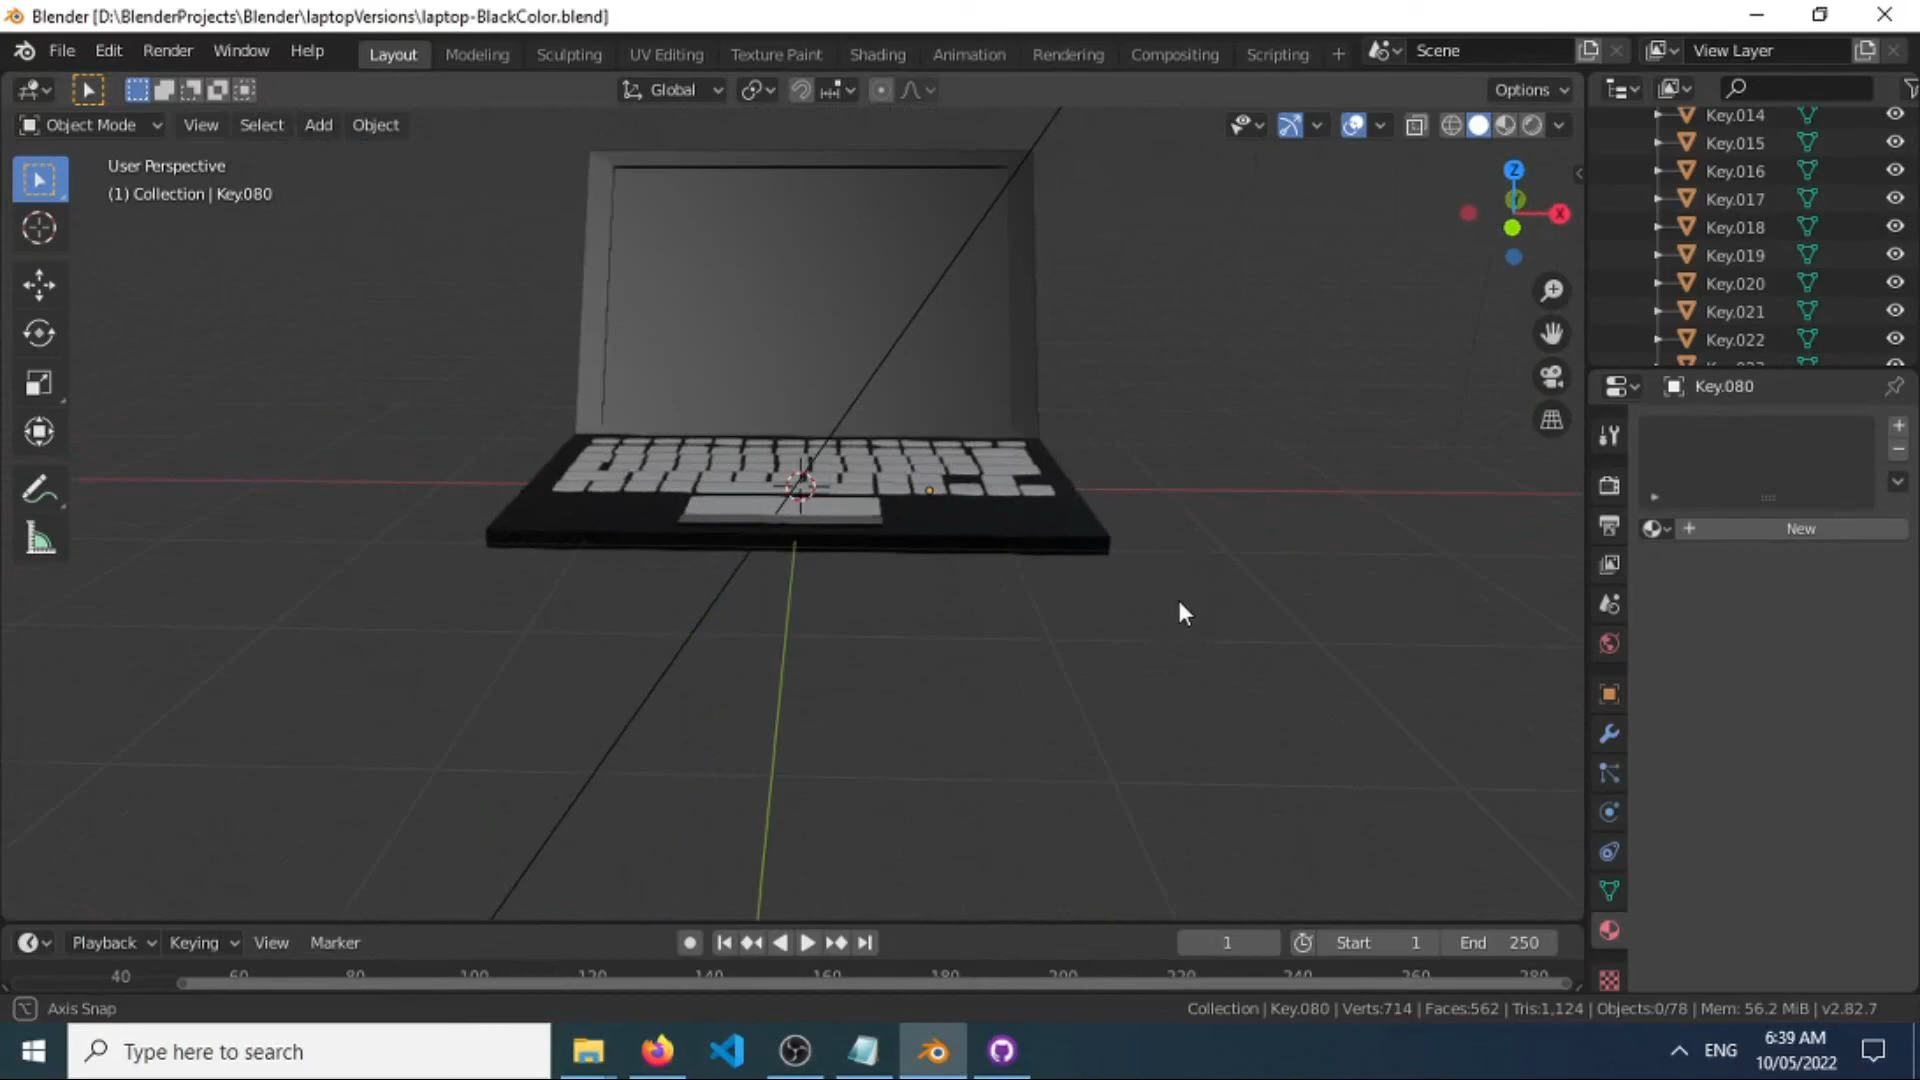 Blender [D:\BlenderProjects\Blender\laptopVersions\laptop-BlackColor.blend]
File Edit Render Window Help Layout Modeling Sculpting UV Editing Texture Paint Shading Animation Rendering Compositing Scripting + Scene View Layer
Global Options
Object Mode View Select Add Object
User Perspective
(1) Collection | Key.080
Z
Y
X
Key.014
Key.015
Key.016
Key.017
Key.018
Key.019
Key.020
Key.021
Key.022
Key.080
New
Playback Keying View Marker 1 Start 1 End 250
40 60 80 100 120 140 160 180 200 220 240 260 280
Axis Snap
Collection | Key.080 | Verts:714 | Faces:562 | Tris:1,124 | Objects:0/78 | Mem: 56.2 MiB | v2.82.7
Type here to search
ENG
6:39 AM
10/05/2022